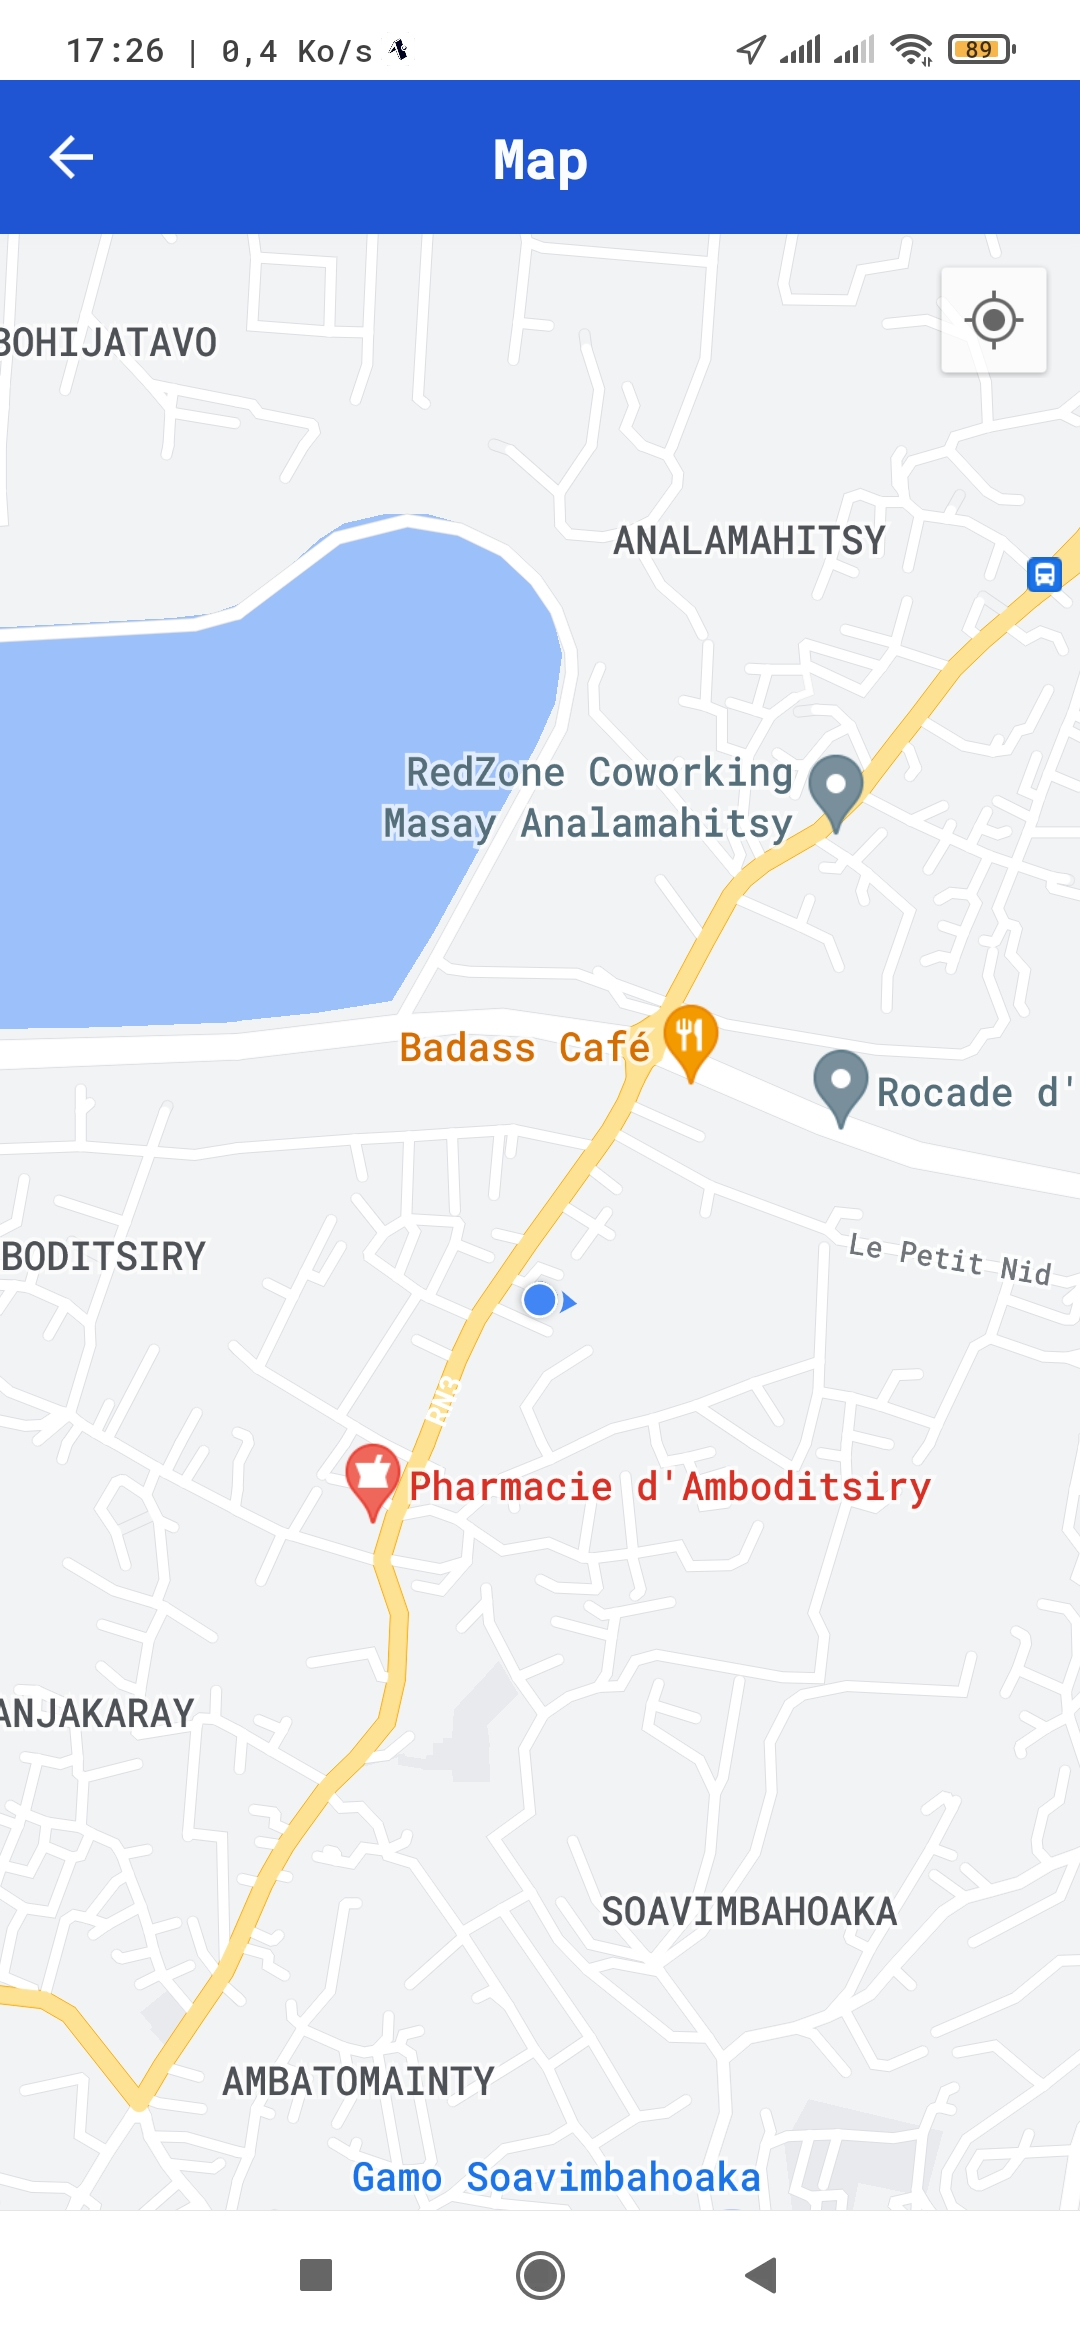 17:26 | 0,4 Ko/s
89
Map
BOHIJATAVO
ANALAMAHITSY
RedZone Coworking
Masay Analamahitsy
Badass Café
Rocade d'
BODITSIRY
Le Petit Nid
RN3
Pharmacie d'Amboditsiry
ANJAKARAY
SOAVIMBAHOAKA
AMBATOMAINTY
Gamo Soavimbahoaka